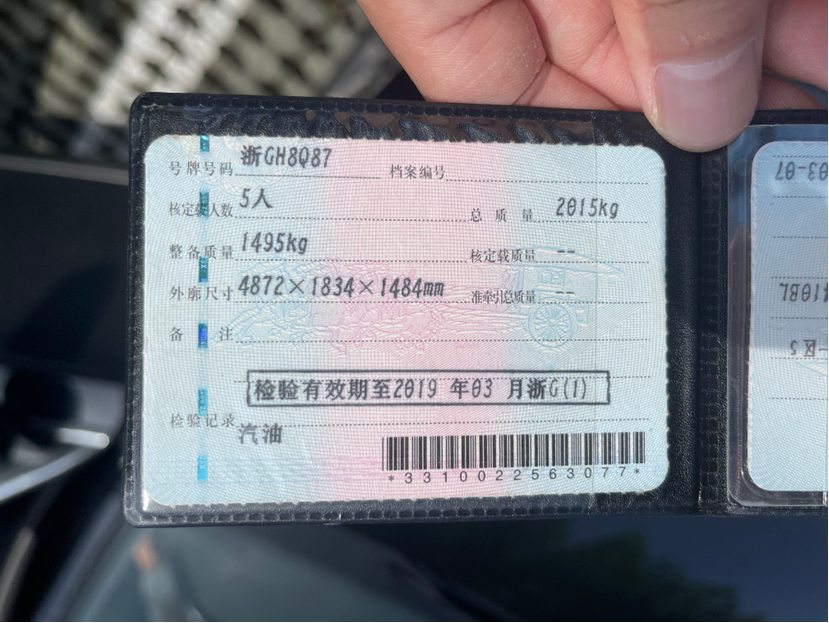 号牌号码 浙GH8Q87 档案编号
核定载人数 5人 总质量 2015kg
整备质量 1495kg 核定载质量 --
外廓尺寸 4872×1834×1484mm 准牵引总质量 --
备注
检验有效期至2019 年03 月浙G(1)
检验记录
汽油
*3310022563077*
03-07